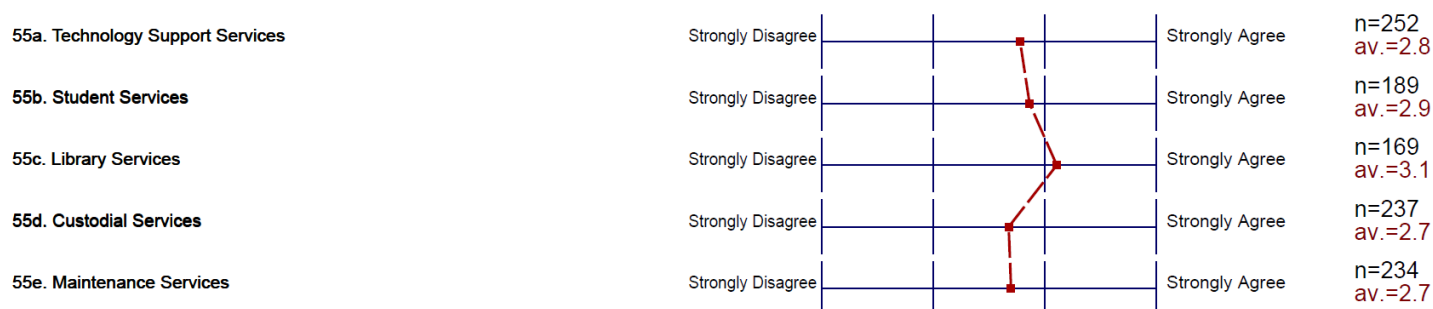 55a. Technology Support Services Strongly Disagree Strongly Agree n=252
av.=2.8
55b. Student Services Strongly Disagree Strongly Agree n=189
av.=2.9
55c. Library Services Strongly Disagree Strongly Agree n=169
av.=3.1
55d. Custodial Services Strongly Disagree Strongly Agree n=237
av.=2.7
55e. Maintenance Services Strongly Disagree Strongly Agree n=234
av.=2.7